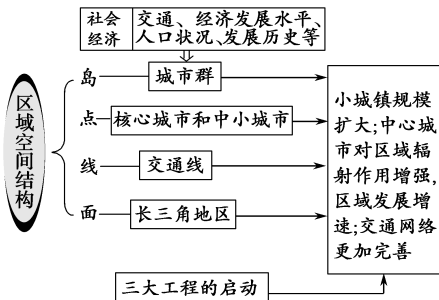 社会
经济
交通、经济发展水平、
人口状况、发展历史等
区域空间结构
岛
城市群
点
核心城市和中小城市
线
交通线
面
长三角地区
小城镇规模
扩大;中心城
市对区域辐
射作用增强,
区域发展增
速;交通网络
更加完善
三大工程的启动